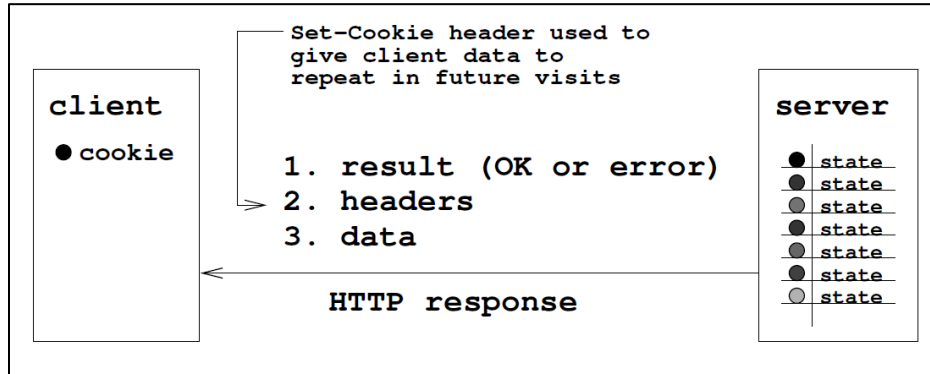 Set-Cookie header used to
give client data to
repeat in future visits
client
cookie
1. result (OK or error)
2. headers
3. data
HTTP response
server
state
state
state
state
state
state
state